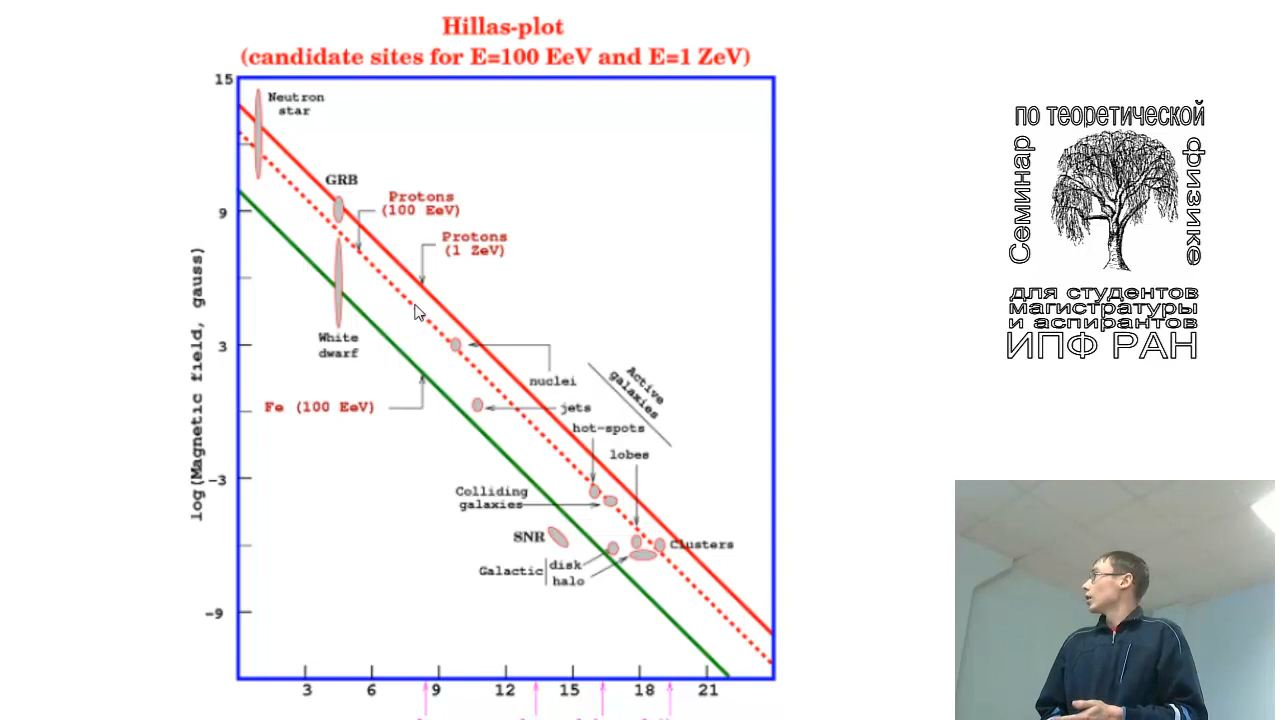 Hillas-plot
(candidate sites for E=100 EeV and E=1 ZeV)
15
9
3
-3
-9
log(Magnetic field, gauss)
Neutron
star
GRB
Protons
(100 EeV)
Protons
(1 ZeV)
White
dwarf
Fe (100 EeV)
nuclei
jets
Active
galaxies
hot-spots
lobes
Colliding
galaxies
SNR
Clusters
Galactic
disk
halo
3
6
9
12
15
18
21
Семинар
по теоретической
физике
для студентов
магистратуры
и аспирантов
ИПФ РАН